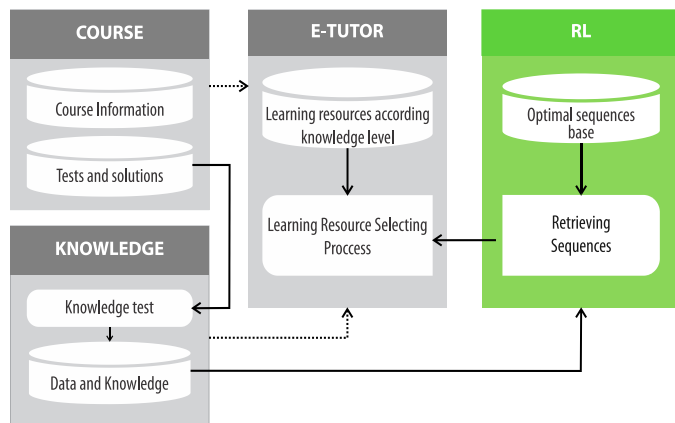 COURSE
Course Information
Tests and solutions
KNOWLEDGE
Knowledge test
Data and Knowledge
E-TUTOR
Learning resources according
knowledge level
Learning Resource Selecting
Proccess
RL
Optimal sequences
base
Retrieving
Sequences